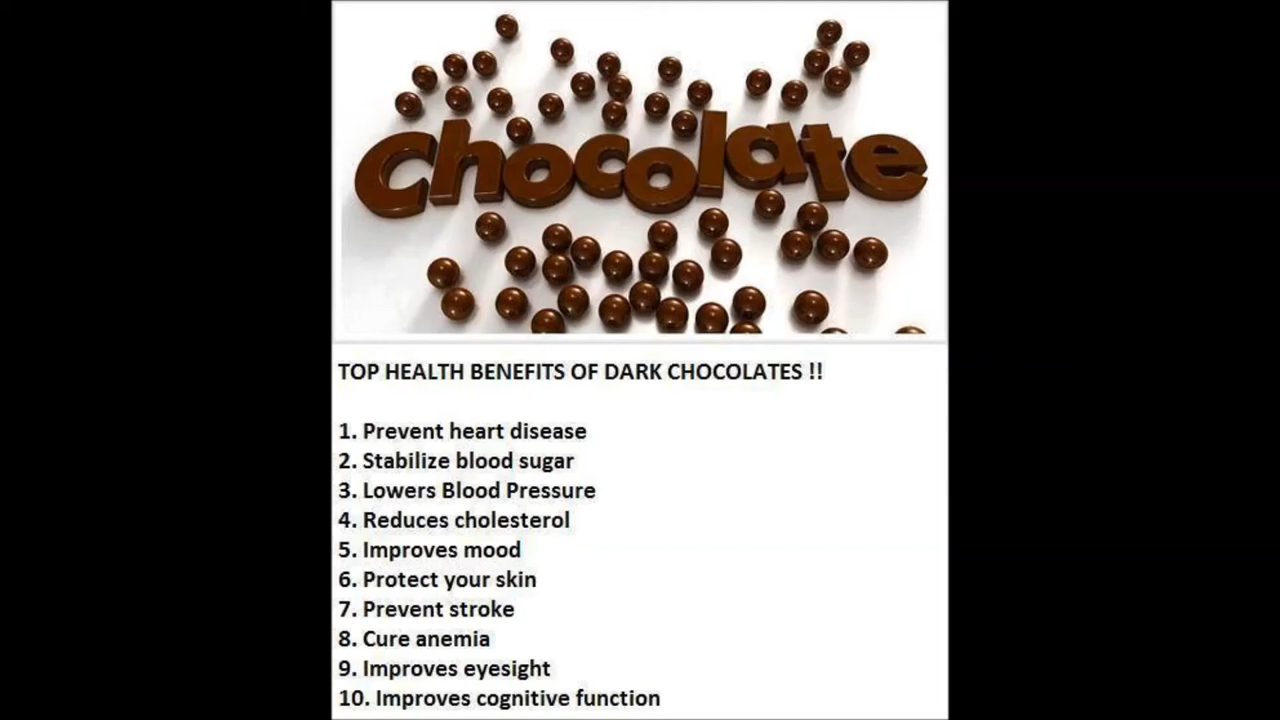 Chocolate
TOP HEALTH BENEFITS OF DARK CHOCOLATES !!
1. Prevent heart disease
2. Stabilize blood sugar
3. Lowers Blood Pressure
4. Reduces cholesterol
5. Improves mood
6. Protect your skin
7. Prevent stroke
8. Cure anemia
9. Improves eyesight
10. Improves cognitive function